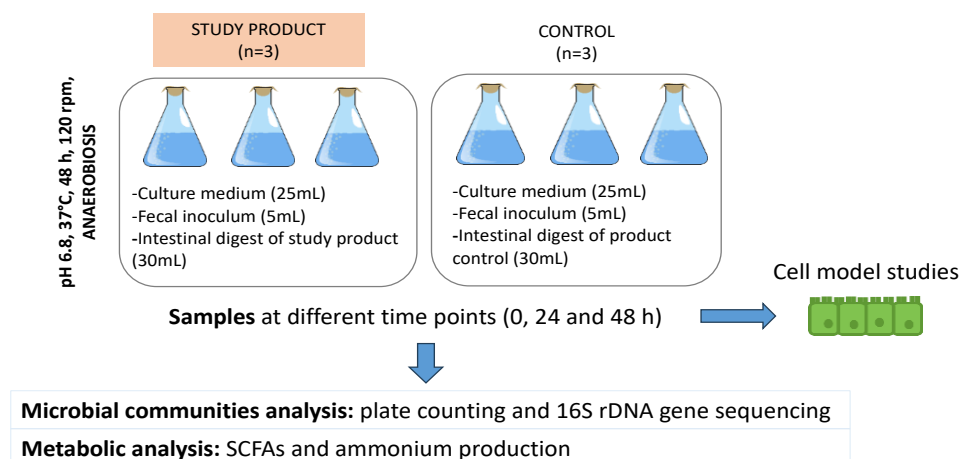 STUDY PRODUCT
(n=3)
CONTROL
(n=3)
pH 6.8, 37°C, 48 h, 120 rpm,
ANAEROBIOSIS
-Culture medium (25mL)
-Fecal inoculum (5mL)
-Intestinal digest of study product
(30mL)
-Culture medium (25mL)
-Fecal inoculum (5mL)
-Intestinal digest of product
control (30mL)
Cell model studies
Samples at different time points (0, 24 and 48 h)
Microbial communities analysis: plate counting and 16S rDNA gene sequencing
Metabolic analysis: SCFAs and ammonium production